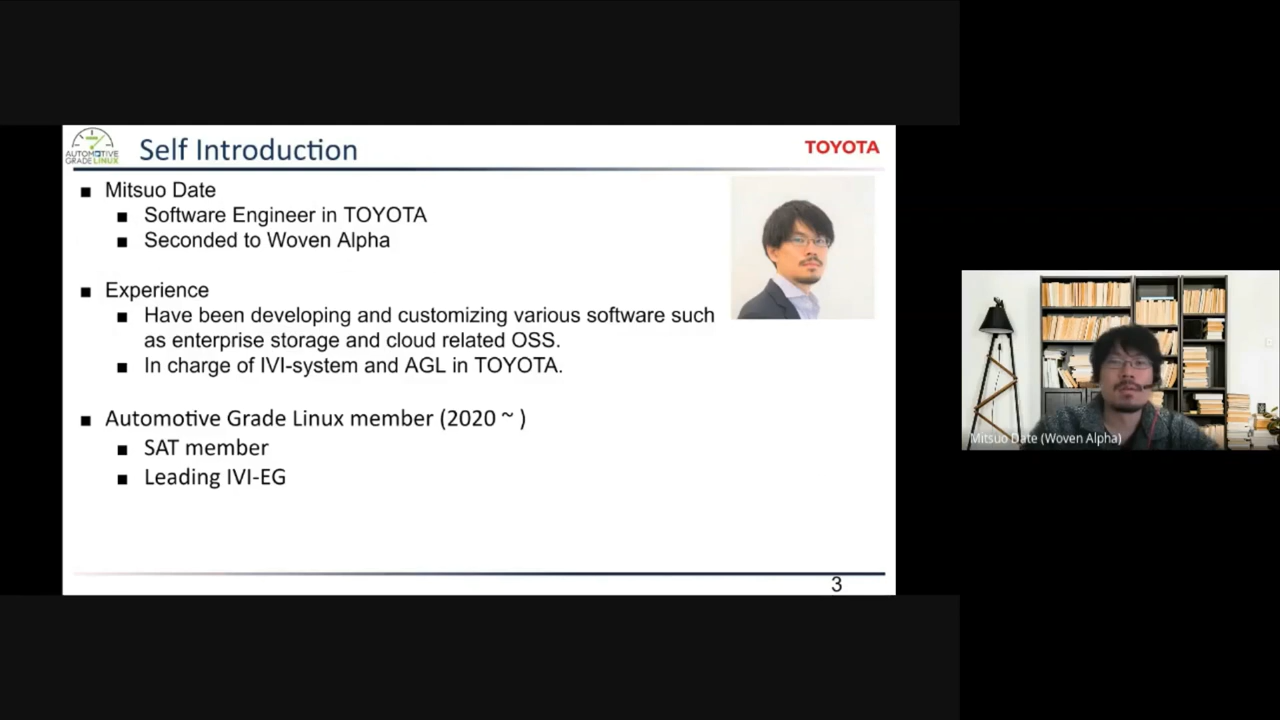 AUTOMOTIVE
GRADELINUX
Self Introduction
TOYOTA
■ Mitsuo Date
■ Software Engineer in TOYOTA
■ Seconded to Woven Alpha
■ Experience
■ Have been developing and customizing various software such
as enterprise storage and cloud related OSS.
■ In charge of IVI-system and AGL in TOYOTA.
■ Automotive Grade Linux member (2020 ~ )
■ SAT member
■ Leading IVI-EG
3
Mitsuo Date (Woven Alpha)